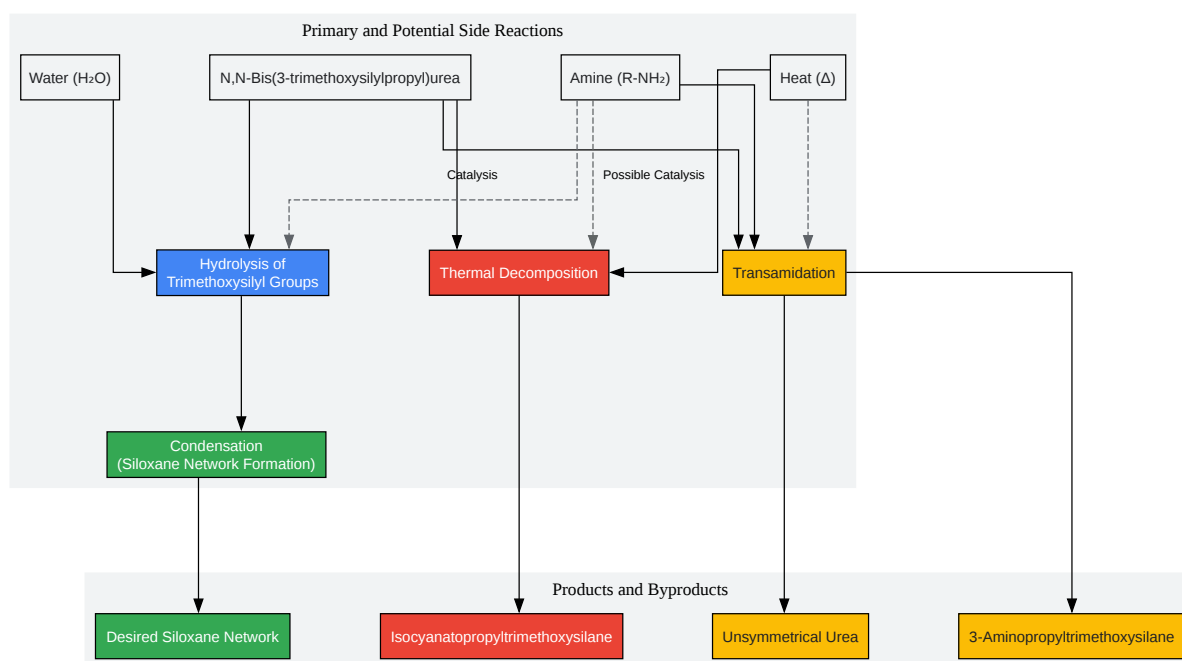 Primary and Potential Side Reactions
Water (H₂O)
N,N-Bis(3-trimethoxysilylpropyl)urea
Amine (R-NH₂)
Heat (Δ)
Catalysis
Possible Catalysis
Hydrolysis of
Trimethoxysilyl Groups
Thermal Decomposition
Transamidation
Condensation
(Siloxane Network Formation)
Products and Byproducts
Desired Siloxane Network
Isocyanatopropyltrimethoxysilane
Unsymmetrical Urea
3-Aminopropyltrimethoxysilane